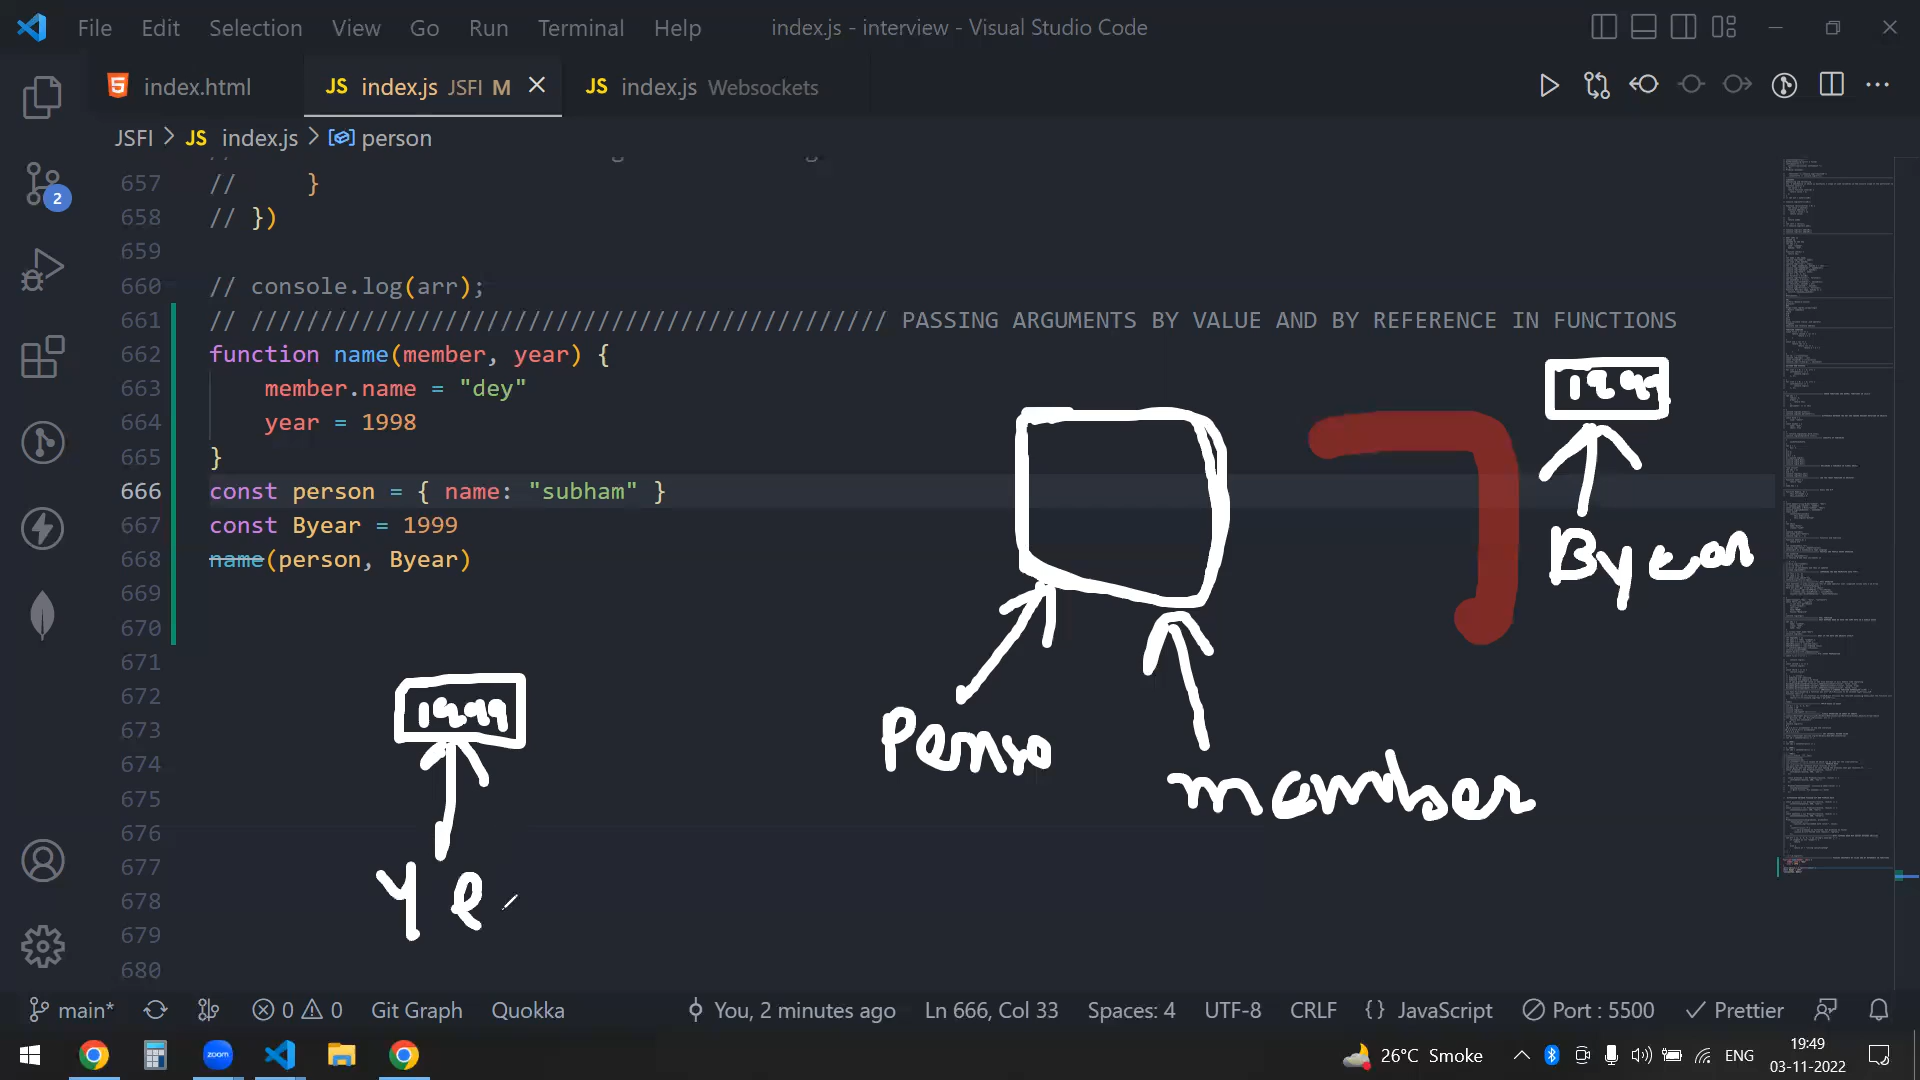 File Edit Selection View Go Run Terminal Help index.js - interview - Visual Studio Code
index.html JS index.js JSFI M JS index.js Websockets
JSFI > JS index.js > person
657 // }
658 // })
659
660 // console.log(arr);
661 // ////////////////////////////////////////////// PASSING ARGUMENTS BY VALUE AND BY REFERENCE IN FUNCTIONS
662 function name(member, year) {
663 member.name = "dey"
664 year = 1998
665 }
666 const person = { name: "subham" }
667 const Byear = 1999
668 name(person, Byear)
669
670
671
672
673
674
675
676
677
678
679
680
1999
Byear
1999
Person
member
Ye
2
main* 0 0 Git Graph Quokka You, 2 minutes ago Ln 666, Col 33 Spaces: 4 UTF-8 CRLF {} JavaScript Port : 5500 Prettier
zoom 26°C Smoke ENG 19:49
03-11-2022